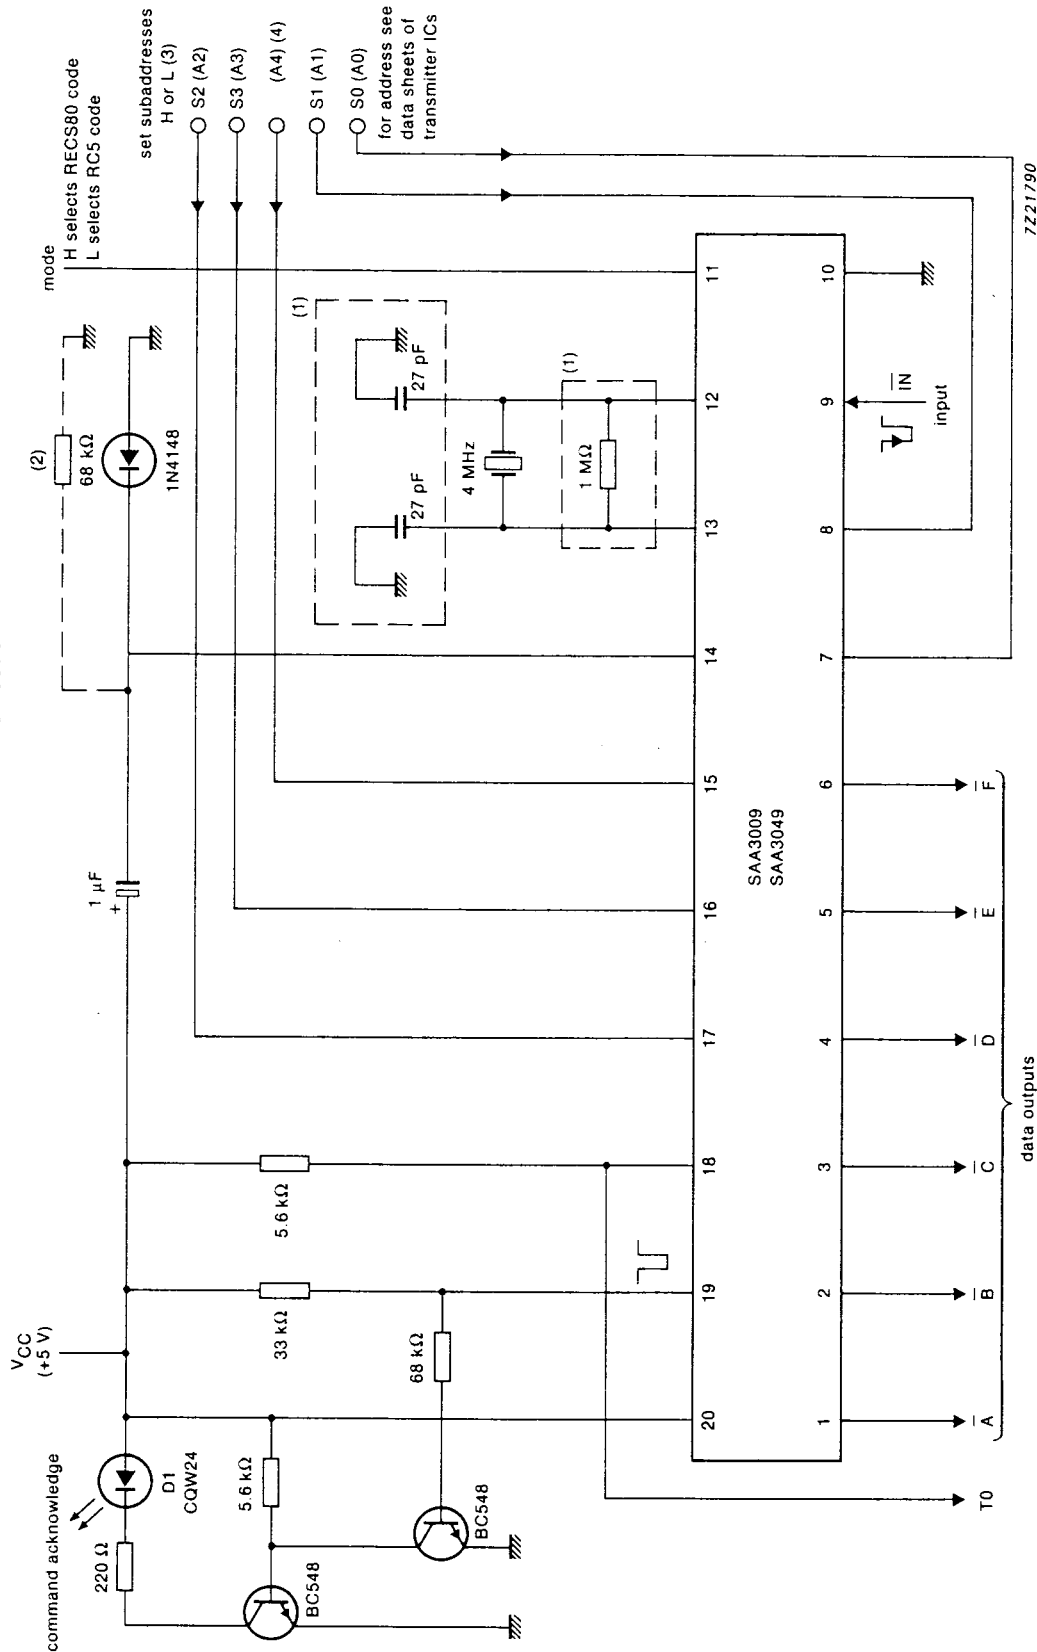 command acknowledge
220 Ω
D1
CQW24
5.6 kΩ
BC548
BC548
68 kΩ
VCC
(+5 V)
33 kΩ
5.6 kΩ
1 μF
+
(2)
68 kΩ
1N4148
mode
H selects RECS80 code
L selects RC5 code
set subaddresses
H or L (3)
S2 (A2)
S3 (A3)
(A4) (4)
S1 (A1)
S0 (A0)
for address see
data sheets of
transmitter ICs
(1)
27 pF
27 pF
4 MHz
(1)
1 MΩ
20
19
18
17
16
15
14
13
12
11
SAA3009
SAA3049
1
2
3
4
5
6
7
8
9
10
T0
A
B
C
D
E
F
IN
input
data outputs
7Z21790